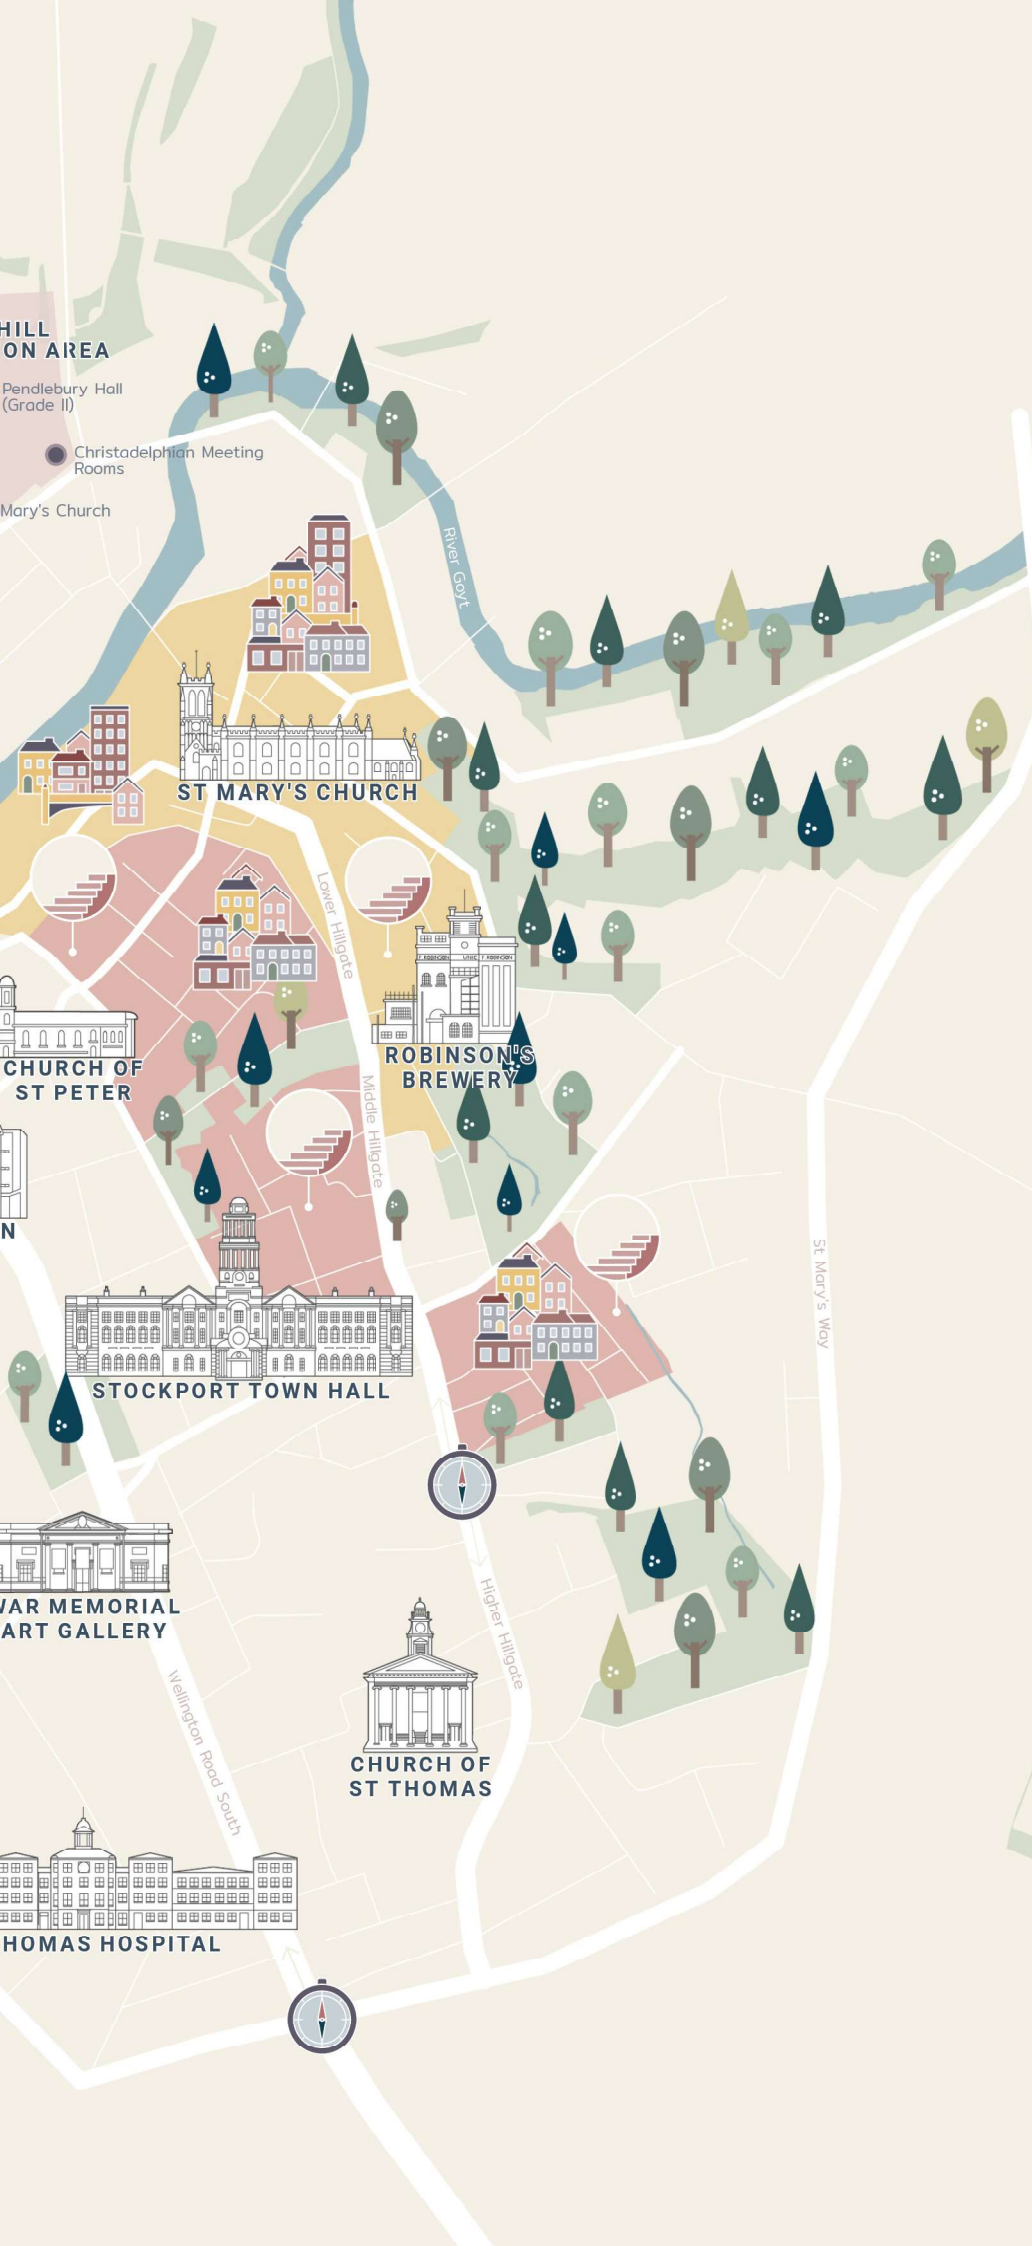 HILL
ON AREA
Pendlebury Hall
(Grade II)
Christadelphian Meeting
Rooms
Mary's Church
River Goyt
ST MARY'S CHURCH
Lower Hillgate
ROBINSON'S
BREWERY
CHURCH OF
ST PETER
Middle Hillgate
N
St Mary's Way
STOCKPORT TOWN HALL
WAR MEMORIAL
ART GALLERY
Higher Hillgate
Wellington Road South
CHURCH OF
ST THOMAS
HOMAS HOSPITAL